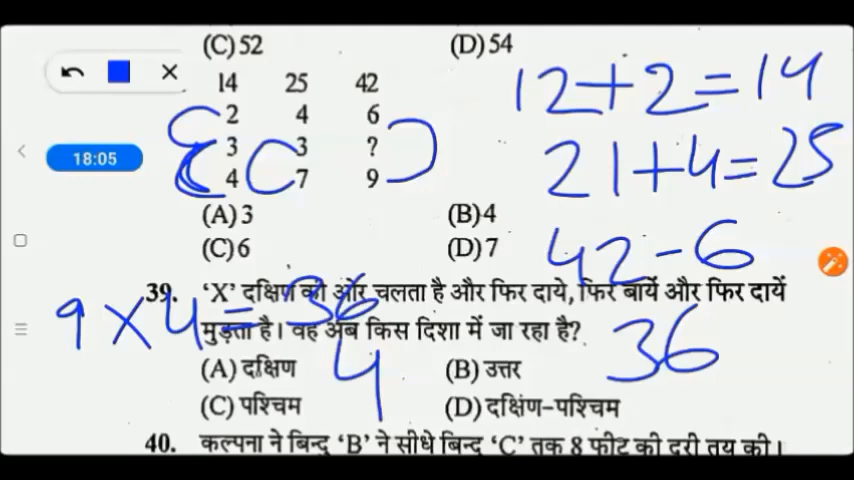 (C) 52 (D) 54
12+2=14
14 25 42
2 4 6
3 3 ?
4 7 9
21+4=25
18:05
(A) 3 (B) 4
(C) 6 (D) 7
42-6
39. 'X' दक्षिण की ओर चलता है और फिर दाये, फिर बायें और फिर दायें
9×4=36
मुड़ता है। वह अब किस दिशा में जा रहा है?
36
4
(A) दक्षिण (B) उत्तर
(C) पश्चिम (D) दक्षिंण-पश्चिम
40. कल्पना ने बिन्दु 'B' ने सीधे बिन्द 'C' तक 8 फीट की दूरी तय की।